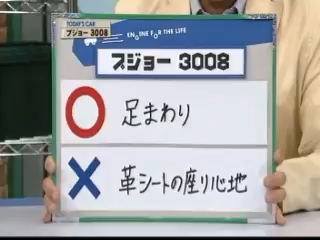 TODAY'S CAR
プジョー 3008
ENGINE FOR THE LIFE
プジョー 3008
○ 足まわり
× 革シートの座り心地